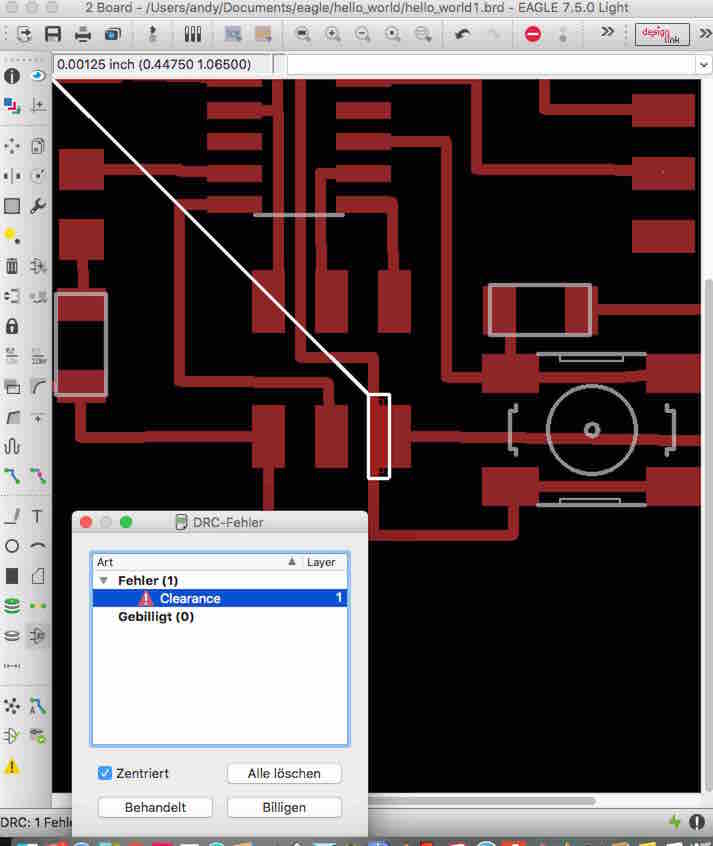 2 Board - /Users/andy/Documents/eagle/hello_world/hello_world1.brd - EAGLE 7.5.0 Light
design
link
0.00125 inch (0.44750 1.06500)
DRC-Fehler
Art Layer
Fehler (1)
Clearance 1
Gebilligt (0)
Zentriert
Alle löschen
Behandelt
Billigen
DRC: 1 Fehl